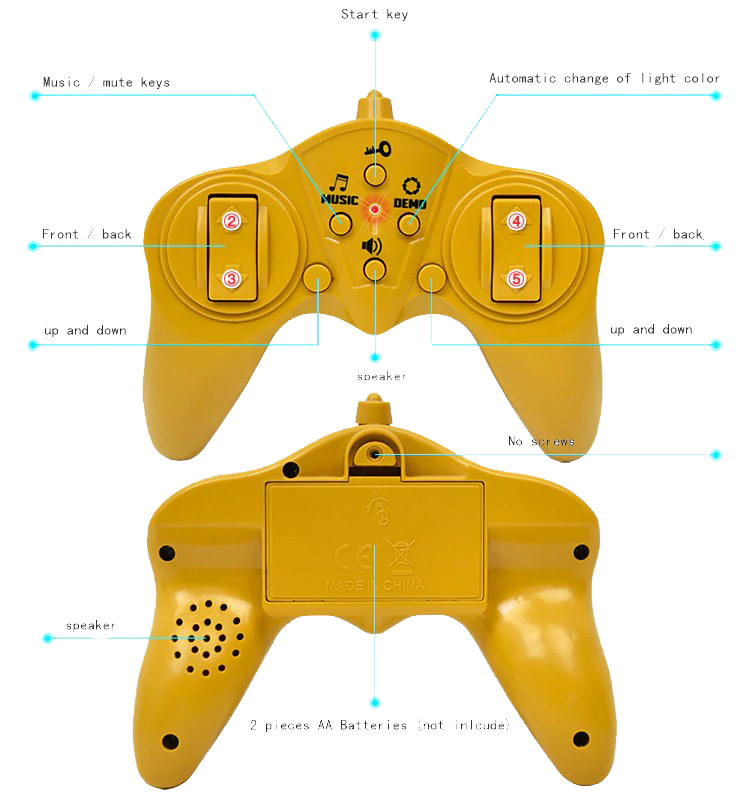 Start key
Music / mute keys
Automatic change of light color
MUSIC
DEMO
② ④
Front / back
Front / back
③ ⑤
up and down
up and down
speaker
No screws
CE
MADE IN CHINA
speaker
2 pieces AA Batteries (not inlcude)